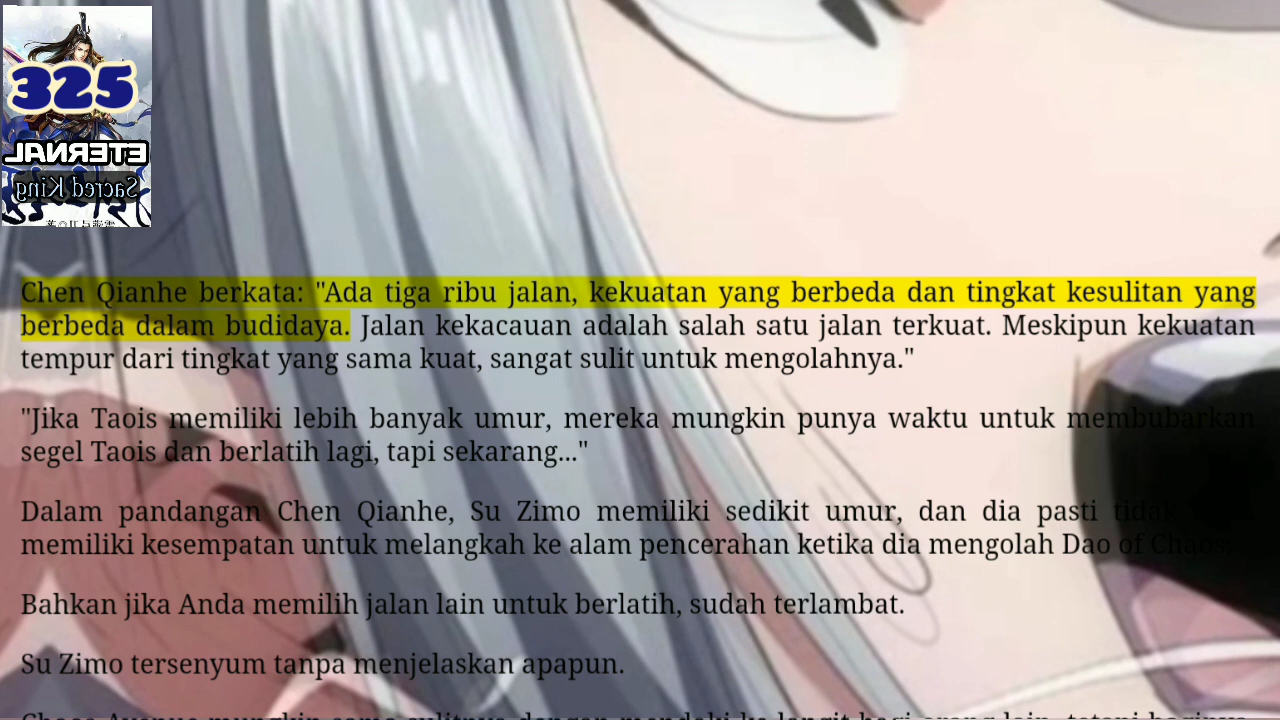 325
ETERNAL
Sacred King
Chen Qianhe berkata: "Ada tiga ribu jalan, kekuatan yang berbeda dan tingkat kesulitan yang
berbeda dalam budidaya. Jalan kekacauan adalah salah satu jalan terkuat. Meskipun kekuatan
tempur dari tingkat yang sama kuat, sangat sulit untuk mengolahnya."
"Jika Taois memiliki lebih banyak umur, mereka mungkin punya waktu untuk membubarkan
segel Taois dan berlatih lagi, tapi sekarang..."
Dalam pandangan Chen Qianhe, Su Zimo memiliki sedikit umur, dan dia pasti tidak
memiliki kesempatan untuk melangkah ke alam pencerahan ketika dia mengolah Dao of Chaos.
Bahkan jika Anda memilih jalan lain untuk berlatih, sudah terlambat.
Su Zimo tersenyum tanpa menjelaskan apapun.